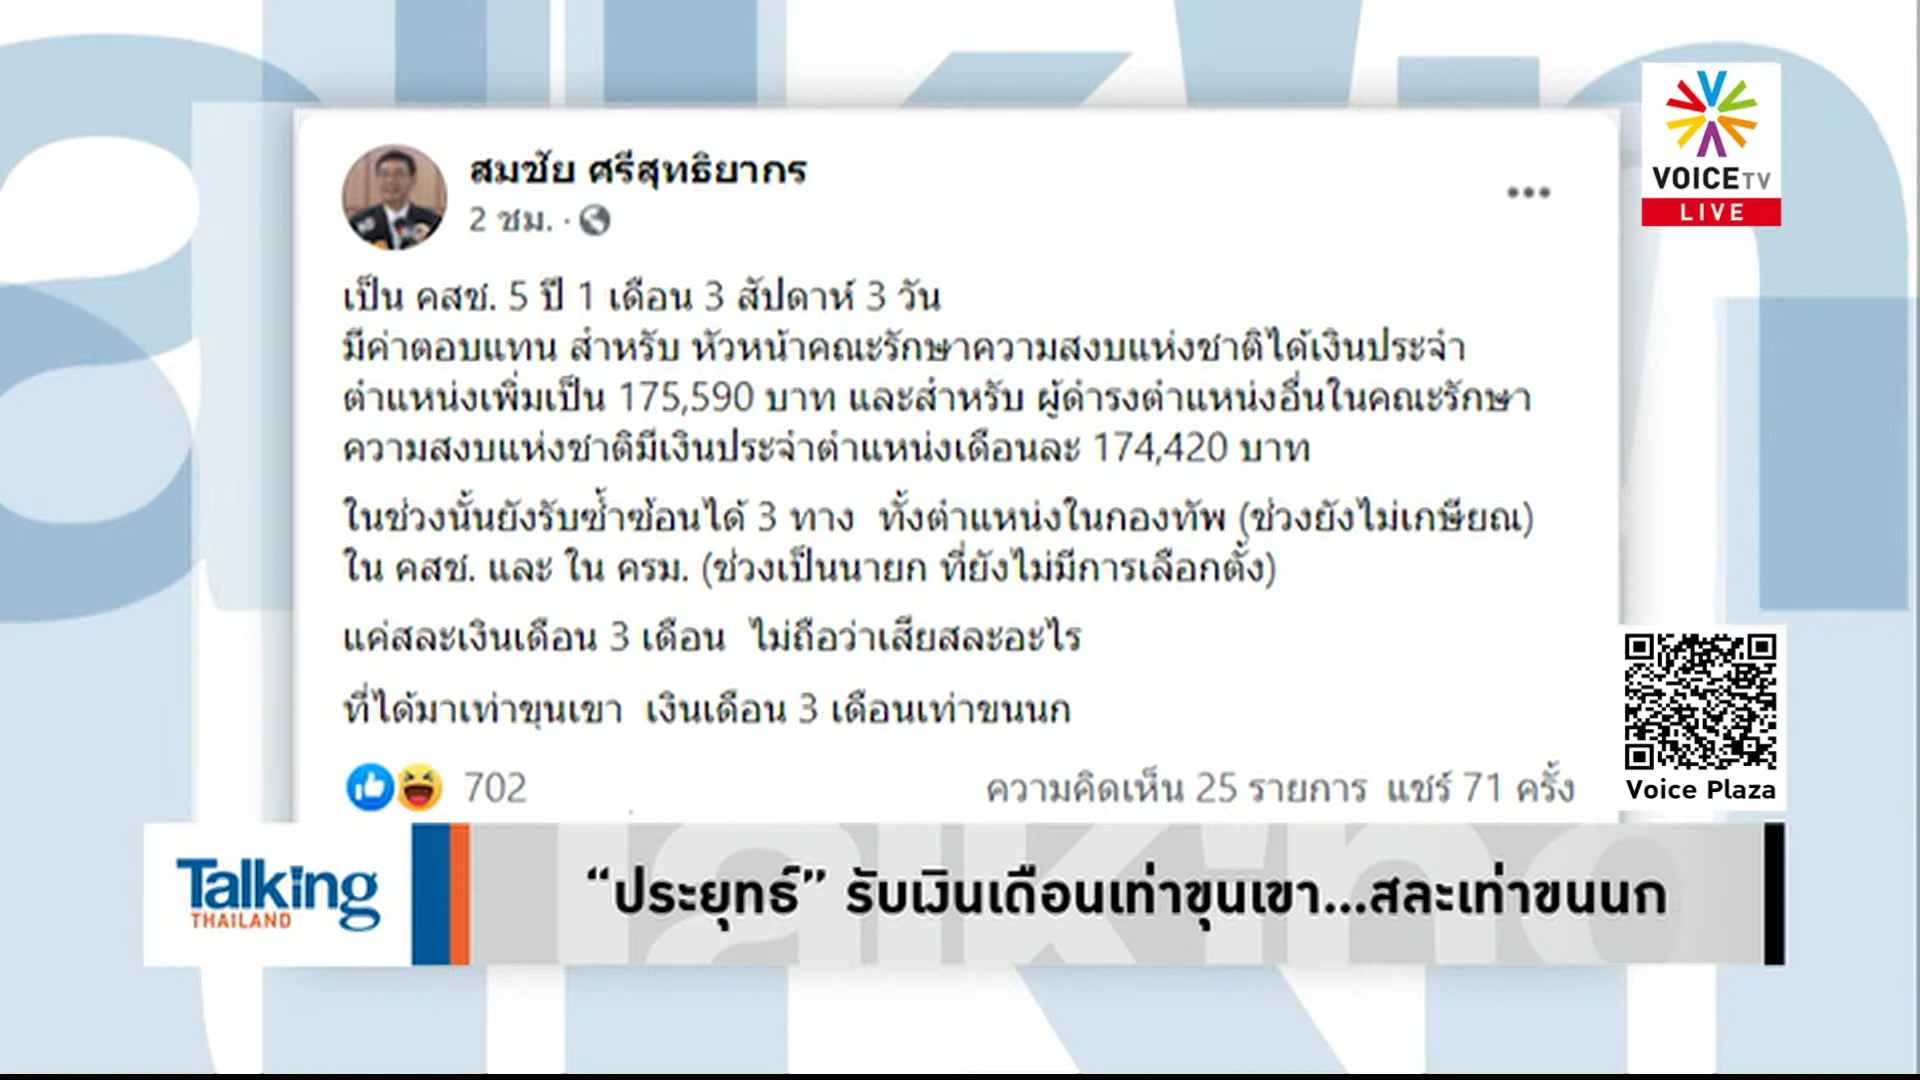 VOICE TV
LIVE
สมชัย ศรีสุทธิยากร
2 ชม. ·
เป็น คสช. 5 ปี 1 เดือน 3 สัปดาห์ 3 วัน
มีค่าตอบแทน สำหรับ หัวหน้าคณะรักษาความสงบแห่งชาติได้เงินประจำ
ตำแหน่งเพิ่มเป็น 175,590 บาท และสำหรับ ผู้ดำรงตำแหน่งอื่นในคณะรักษา
ความสงบแห่งชาติมีเงินประจำตำแหน่งเดือนละ 174,420 บาท
ในช่วงนั้นยังรับซ้ำซ้อนได้ 3 ทาง ทั้งตำแหน่งในกองทัพ (ช่วงยังไม่เกษียณ)
ใน คสช. และ ใน ครม. (ช่วงเป็นนายก ที่ยังไม่มีการเลือกตั้ง)
แค่สละเงินเดือน 3 เดือน ไม่ถือว่าเสียสละอะไร
ที่ได้มาเท่าขุนเขา เงินเดือน 3 เดือนเท่าขนนก
702
ความคิดเห็น 25 รายการ แชร์ 71 ครั้ง
Voice Plaza
Talking
THAILAND
“ประยุทธ์” รับเงินเดือนเท่าขุนเขา...สละเท่าขนนก